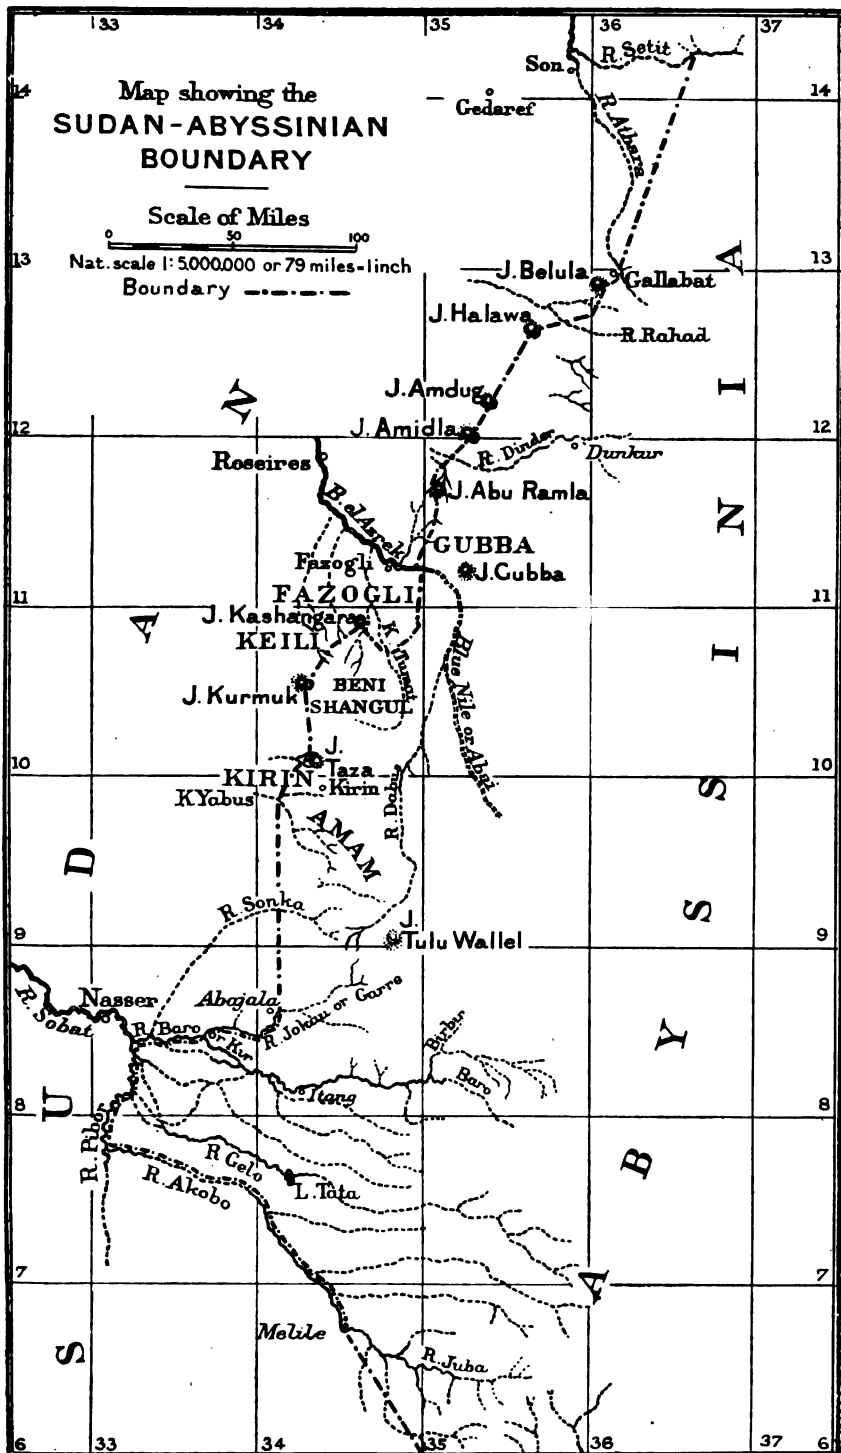 33 34 35 36 37
Map showing the
SUDAN-ABYSSINIAN
BOUNDARY
Scale of Miles
0 50 100
Nat. scale 1:5.000.000 or 79 miles-1inch
Boundary
Son
R. Setit
14 14
Gedaref
R. Atbara
13 13
J. Belula
Gallabat
J. Halawa
R. Rahad
J. Amdug
J. Amidla
12 12
R. Dinder
Dunkur
Roseires
B. el Azrek
J. Abu Ramla
GUBBA
Fazogli
J. Gubba
FAZOGLI
11 11
J. Kashangaro
KEILI
K. Tumat
Blue Nile or Abai
J. Kurmuk
BENI
SHANGUL
J.
Taza
Kirin
10 10
KIRIN
K Yabus
R. Dabus
AMAM
R Sonka
J.
Tulu Wallel
9 9
R. Sobat
Nasser
Abajala
R. Jokau or Garre
R. Baro
or Kir
Birbir
Baro
Itang
8 8
R. Pibor
R Gelo
L. Tata
R. Akobo
7 7
Melile
R. Juba
6 33 34 35 36 37 6
SUDAN
ABYSSINIA